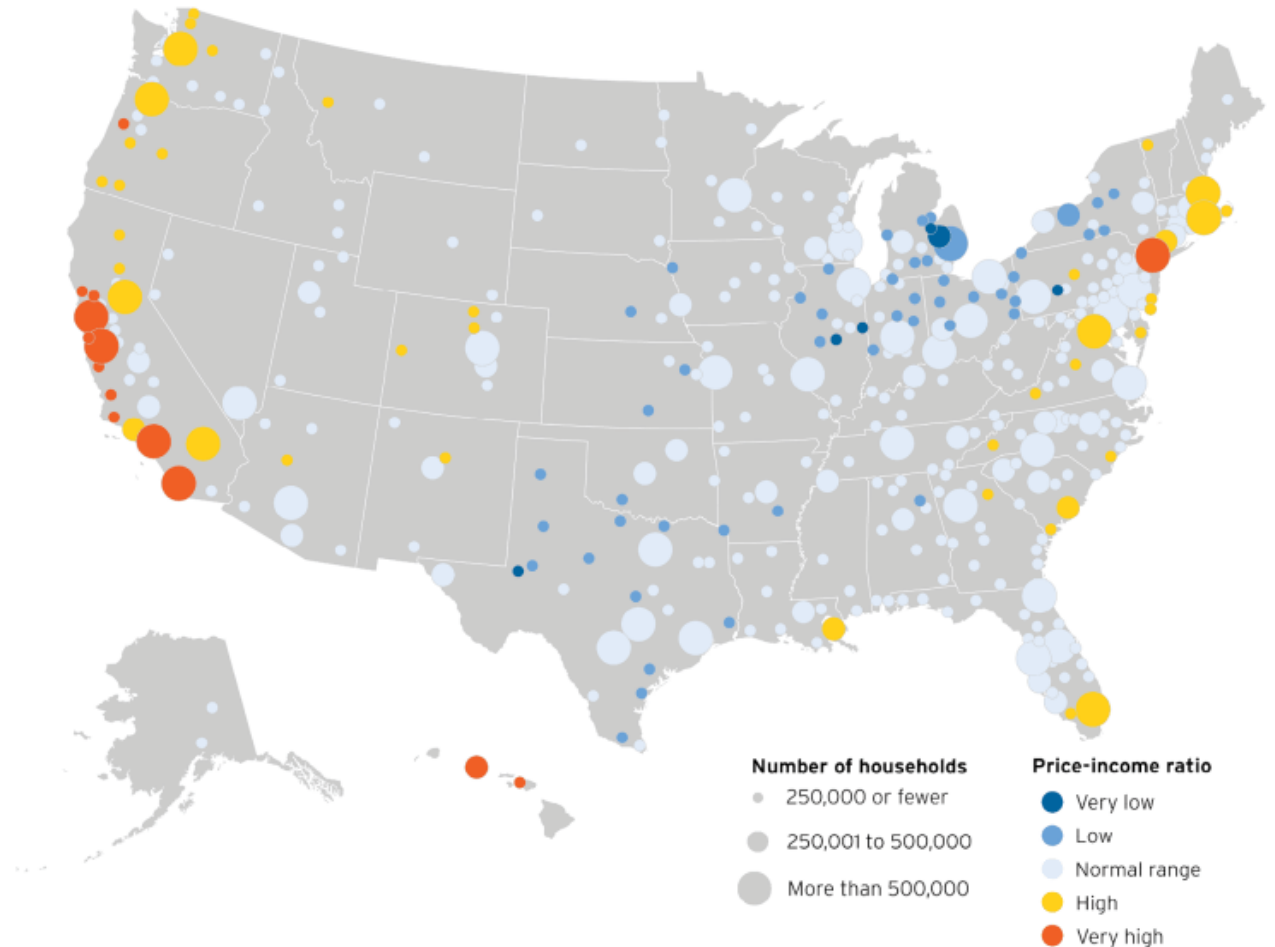 Number of households
250,000 or fewer
250,001 to 500,000
More than 500,000
Price-income ratio
Very low
Low
Normal range
High
Very high